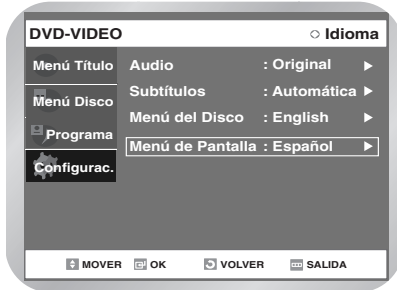 DVD-VIDEO Idioma
Menú Título
Menú Disco
Programa
Configurac.
Audio : Original
Subtítulos : Automática
Menú del Disco : English
Menú de Pantalla : Español
MOVER OK VOLVER SALIDA